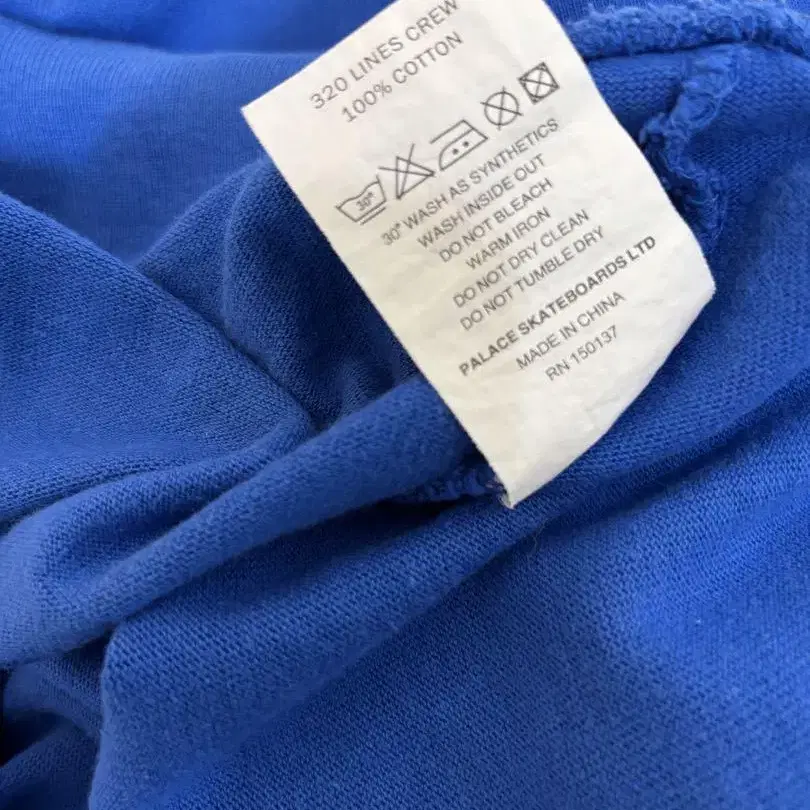 320 LINES CREW
100% COTTON
30°
30° WASH AS SYNTHETICS
WASH INSIDE OUT
DO NOT BLEACH
WARM IRON
DO NOT DRY CLEAN
DO NOT TUMBLE DRY
PALACE SKATEBOARDS LTD
MADE IN CHINA
RN 150137